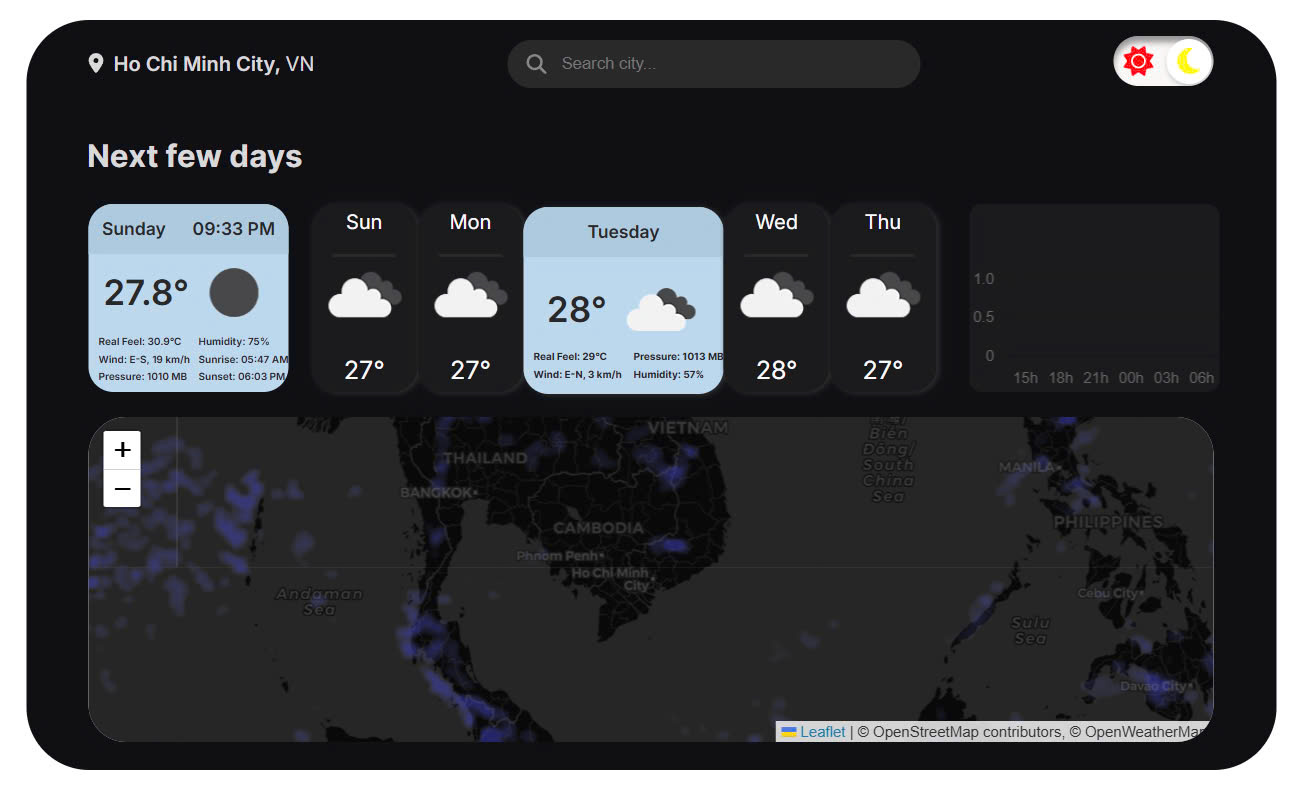 Ho Chi Minh City, VN
Search city...
Next few days
Sunday 09:33 PM
27.8°
Real Feel: 30.9°C Humidity: 75%
Wind: E-S, 19 km/h Sunrise: 05:47 AM
Pressure: 1010 MB Sunset: 06:03 PM
Sun
27°
Mon
27°
Tuesday
28°
Real Feel: 29°C Pressure: 1013 MB
Wind: E-N, 3 km/h Humidity: 57%
Wed
28°
Thu
27°
1.0
0.5
0
15h 18h 21h 00h 03h 06h
+
−
VIETNAM
THAILAND
BANGKOK
CAMBODIA
Phnom Penh
Ho Chi Minh
City
Andaman
Sea
Biển
Đông/
South
China
Sea
MANILA
PHILIPPINES
Cebu City
Sulu
Sea
Davao City
Leaflet | © OpenStreetMap contributors, © OpenWeatherMap